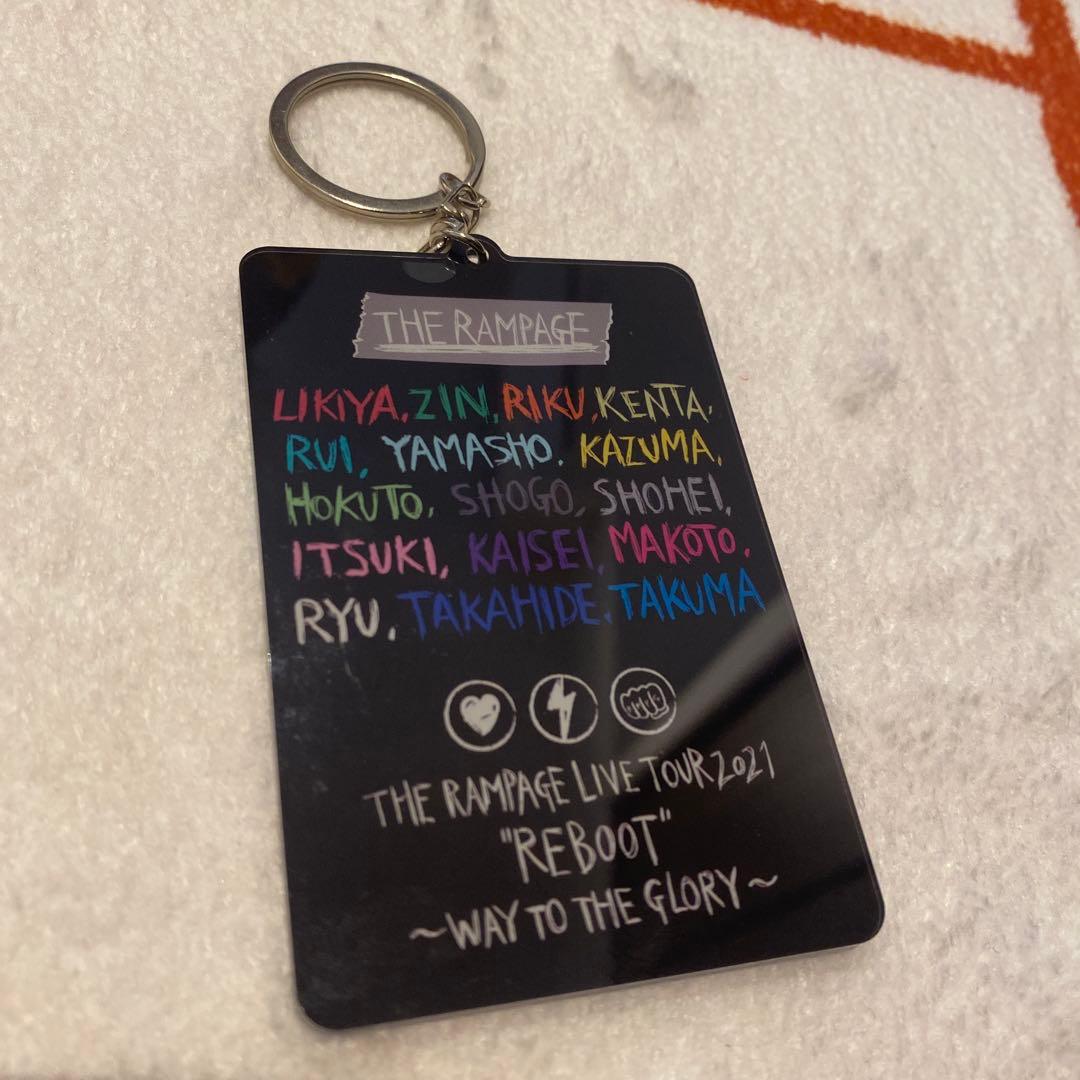 THE RAMPAGE
LIKIYA, ZIN, RIKU, KENTA,
RUI, YAMASHO, KAZUMA,
HOKUTO, SHOGO, SHOHEI,
ITSUKI, KAISEI, MAKOTO,
RYU, TAKAHIDE, TAKUMA
THE RAMPAGE LIVE TOUR 2021
"REBOOT"
~WAY TO THE GLORY~